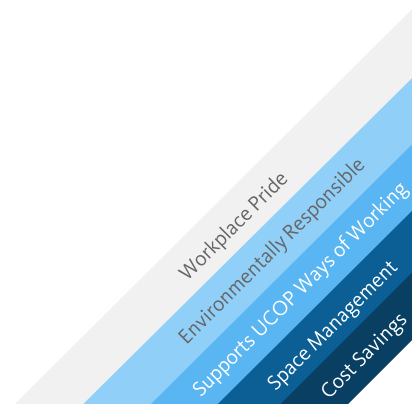 Workplace Pride
Environmentally Responsible
Supports UCOP Ways of Working
Space Management
Cost Savings